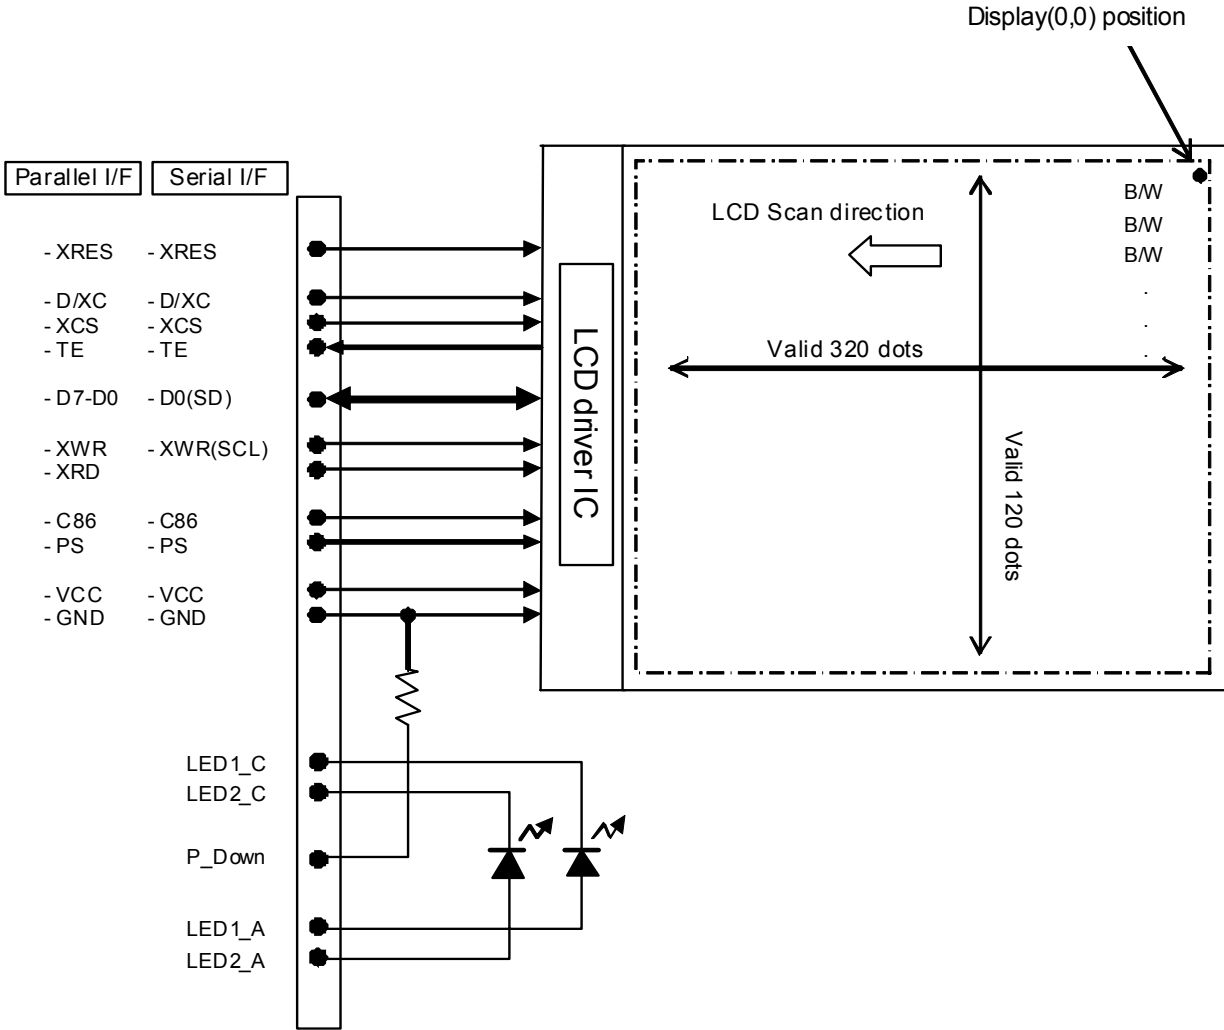 Display(0,0) position
Parallel I/F Serial I/F
- XRES - XRES
- D/XC - D/XC
- XCS - XCS
- TE - TE
- D7-D0 - D0(SD)
- XWR - XWR(SCL)
- XRD
- C86 - C86
- PS - PS
- VCC - VCC
- GND - GND
LED1_C
LED2_C
P_Down
LED1_A
LED2_A
LCD driver IC
LCD Scan direction
B/W
B/W
B/W
.
.
.
Valid 320 dots
Valid 120 dots